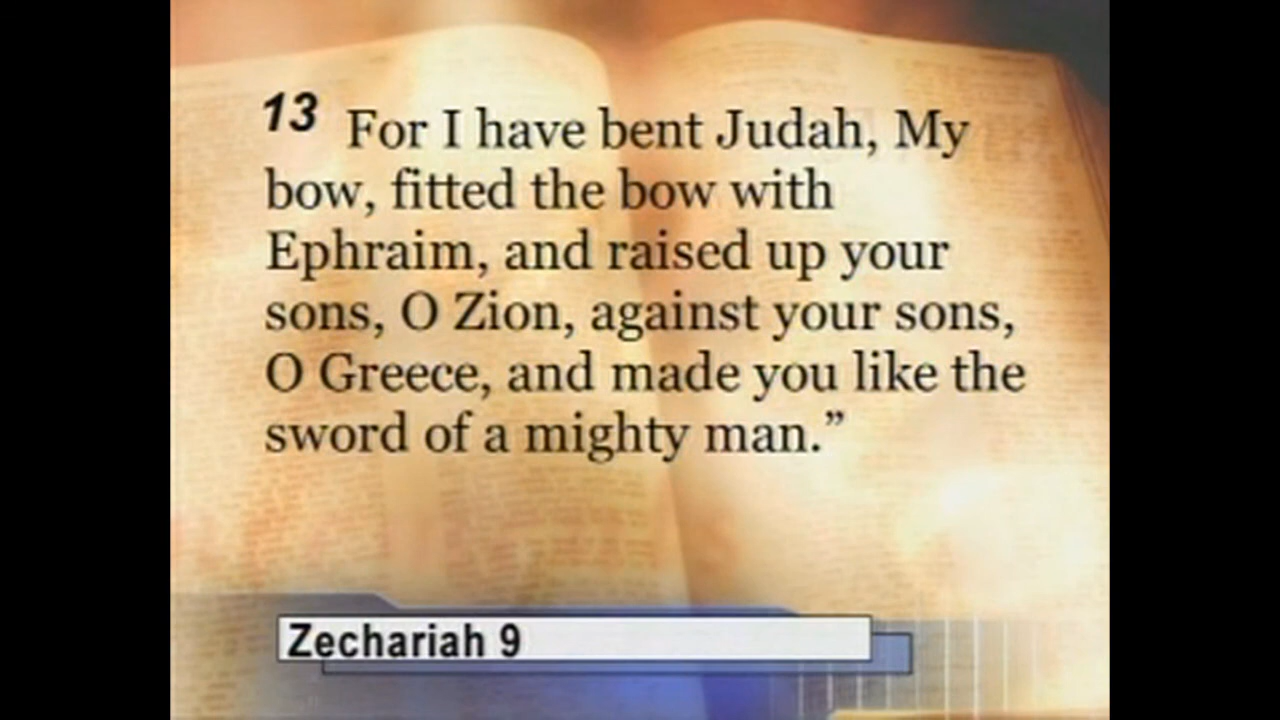 13 For I have bent Judah, My
bow, fitted the bow with
Ephraim, and raised up your
sons, O Zion, against your sons,
O Greece, and made you like the
sword of a mighty man.”
Zechariah 9